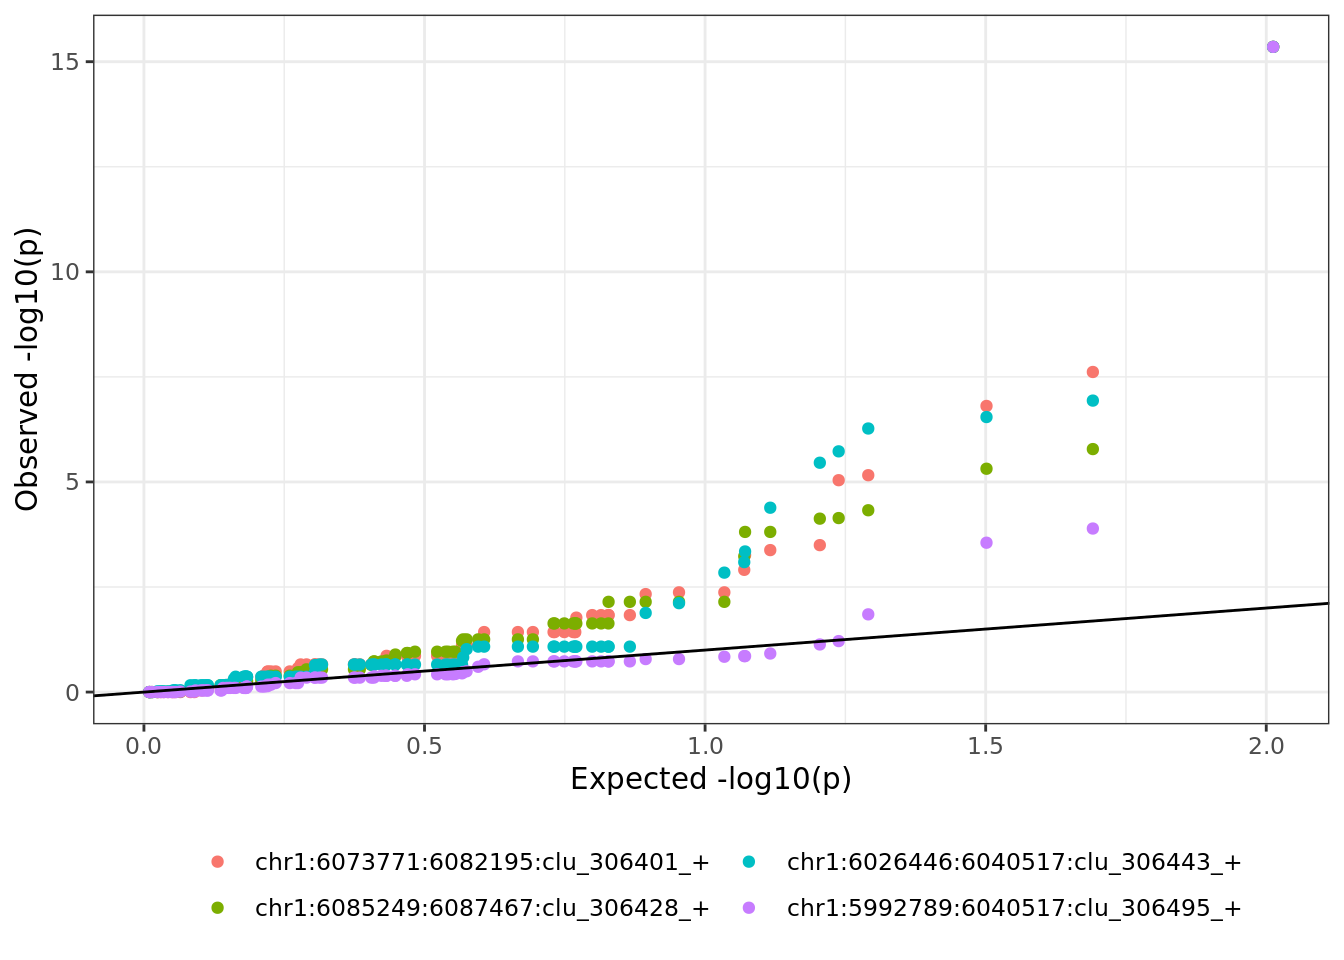 15
10
5
0
Observed -log10(p)
0.0 0.5 1.0 1.5 2.0
Expected -log10(p)
chr1:6073771:6082195:clu_306401_+ chr1:6026446:6040517:clu_306443_+
chr1:6085249:6087467:clu_306428_+ chr1:5992789:6040517:clu_306495_+